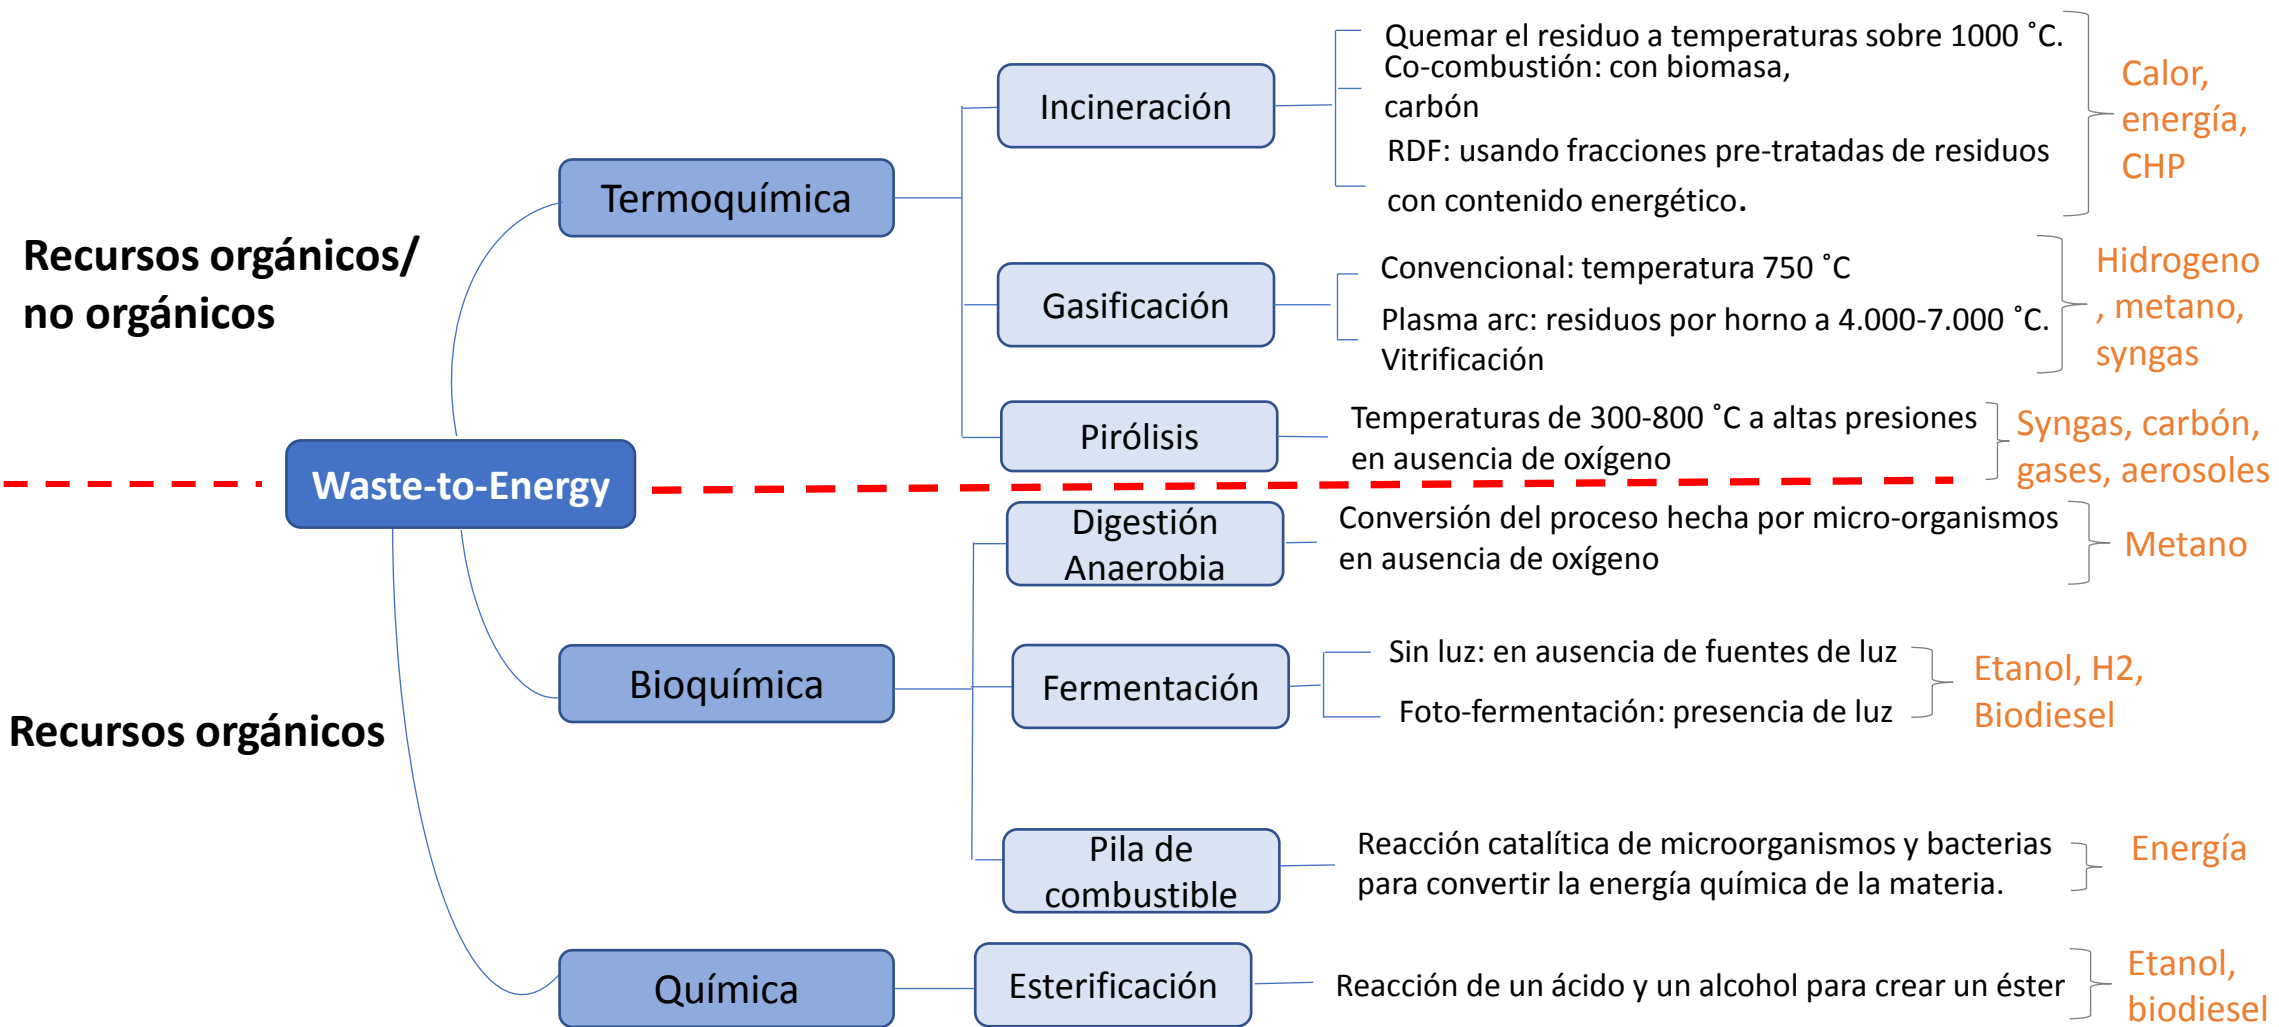 Recursos orgánicos/
no orgánicos
Recursos orgánicos
Waste-to-Energy
Termoquímica
Incineración
Quemar el residuo a temperaturas sobre 1000 ˚C.
Co-combustión: con biomasa,
carbón
RDF: usando fracciones pre-tratadas de residuos
con contenido energético.
Calor,
energía,
CHP
Gasificación
Convencional: temperatura 750 ˚C
Plasma arc: residuos por horno a 4.000-7.000 ˚C.
Vitrificación
Hidrogeno
, metano,
syngas
Pirólisis
Temperaturas de 300-800 ˚C a altas presiones
en ausencia de oxígeno
Syngas, carbón,
gases, aerosoles
Bioquímica
Digestión
Anaerobia
Conversión del proceso hecha por micro-organismos
en ausencia de oxígeno
Metano
Fermentación
Sin luz: en ausencia de fuentes de luz
Foto-fermentación: presencia de luz
Etanol, H2,
Biodiesel
Pila de
combustible
Reacción catalítica de microorganismos y bacterias
para convertir la energía química de la materia.
Energía
Química
Esterificación
Reacción de un ácido y un alcohol para crear un éster
Etanol,
biodiesel